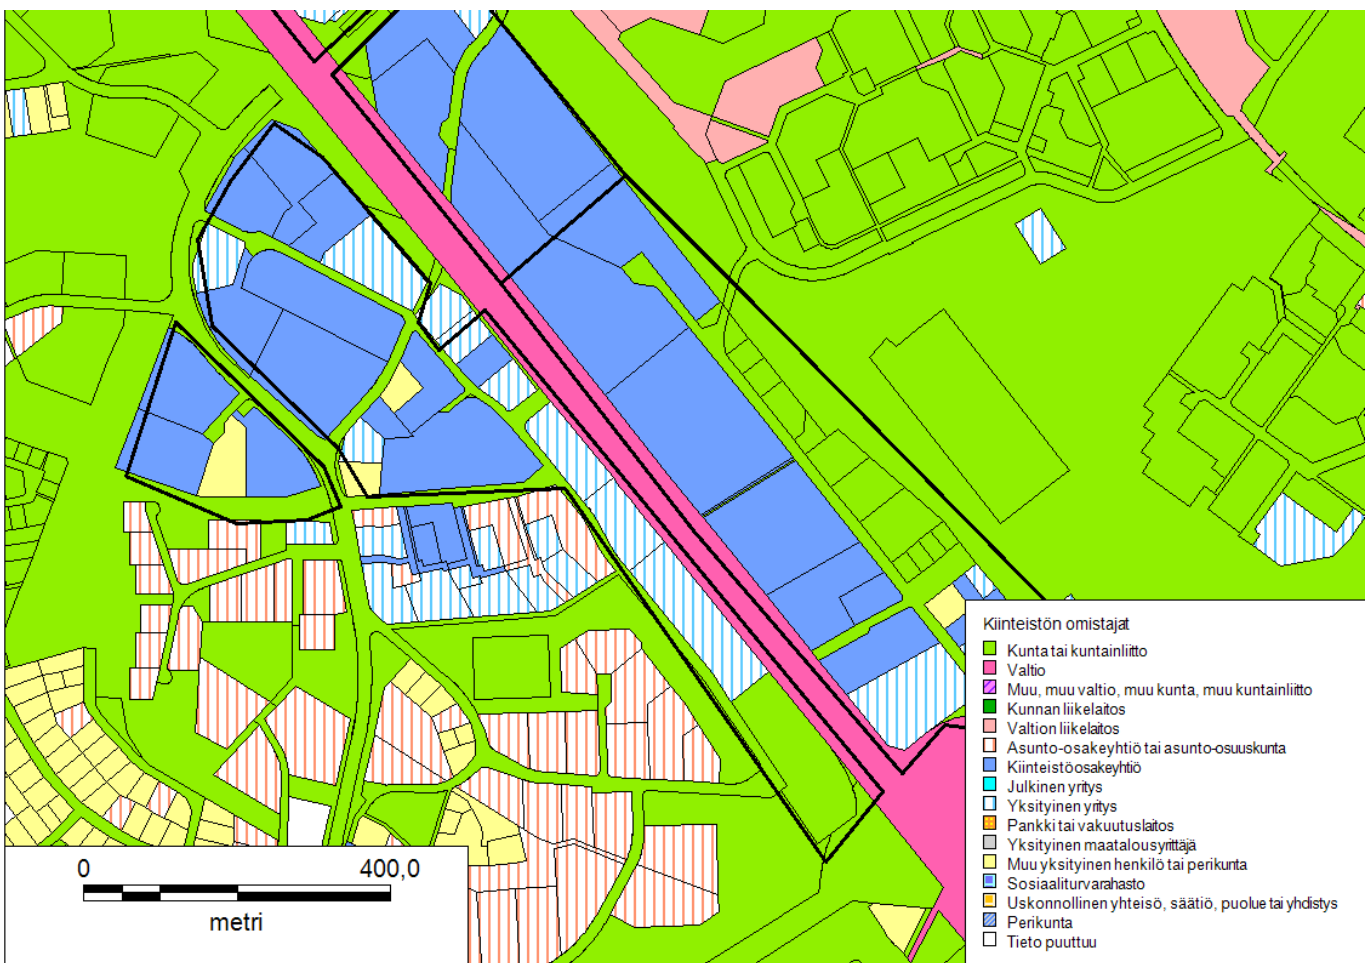 Kiinteistön omistajat
Kunta tai kuntainliitto
Valtio
Muu, muu valtio, muu kunta, muu kuntainliitto
Kunnan liikelaitos
Valtion liikelaitos
Asunto-osakeyhtiö tai asunto-osuuskunta
Kiinteistöosakeyhtiö
Julkinen yritys
Yksityinen yritys
Pankki tai vakuutuslaitos
Yksityinen maatalousyrittäjä
Muu yksityinen henkilö tai perikunta
Sosiaaliturvarahasto
Uskonnollinen yhteisö, säätiö, puolue tai yhdistys
Perikunta
Tieto puuttuu
0 400,0
metri